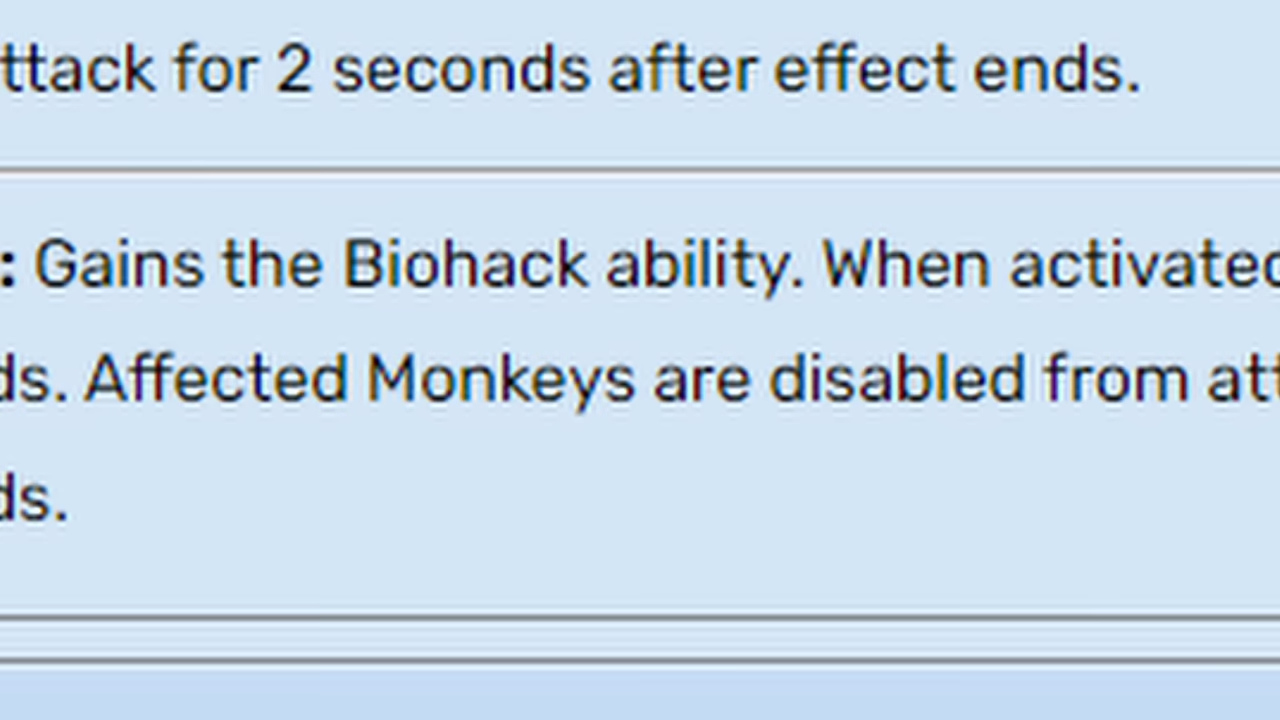 ttack for 2 seconds after effect ends.
: Gains the Biohack ability. When activated
ds. Affected Monkeys are disabled from att
ds.